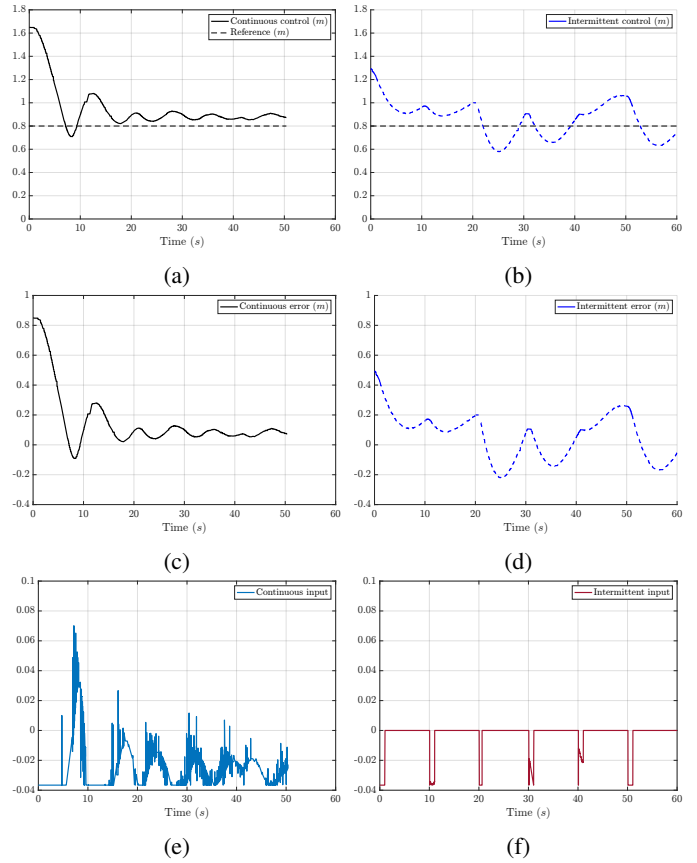 1.8
1.6
1.4
1.2
1
0.8
0.6
0.4
0.2
0
Continuous control (m)
Reference (m)
0 10 20 30 40 50 60
Time (s)
(a)
1.8
1.6
1.4
1.2
1
0.8
0.6
0.4
0.2
0
Intermittent control (m)
0 10 20 30 40 50 60
Time (s)
(b)
1
0.8
0.6
0.4
0.2
0
-0.2
-0.4
Continuous error (m)
0 10 20 30 40 50 60
Time (s)
(c)
1
0.8
0.6
0.4
0.2
0
-0.2
-0.4
Intermittent error (m)
0 10 20 30 40 50 60
Time (s)
(d)
0.1
0.08
0.06
0.04
0.02
0
-0.02
-0.04
Continuous input
0 10 20 30 40 50 60
Time (s)
(e)
0.1
0.08
0.06
0.04
0.02
0
-0.02
-0.04
Intermittent input
0 10 20 30 40 50 60
Time (s)
(f)